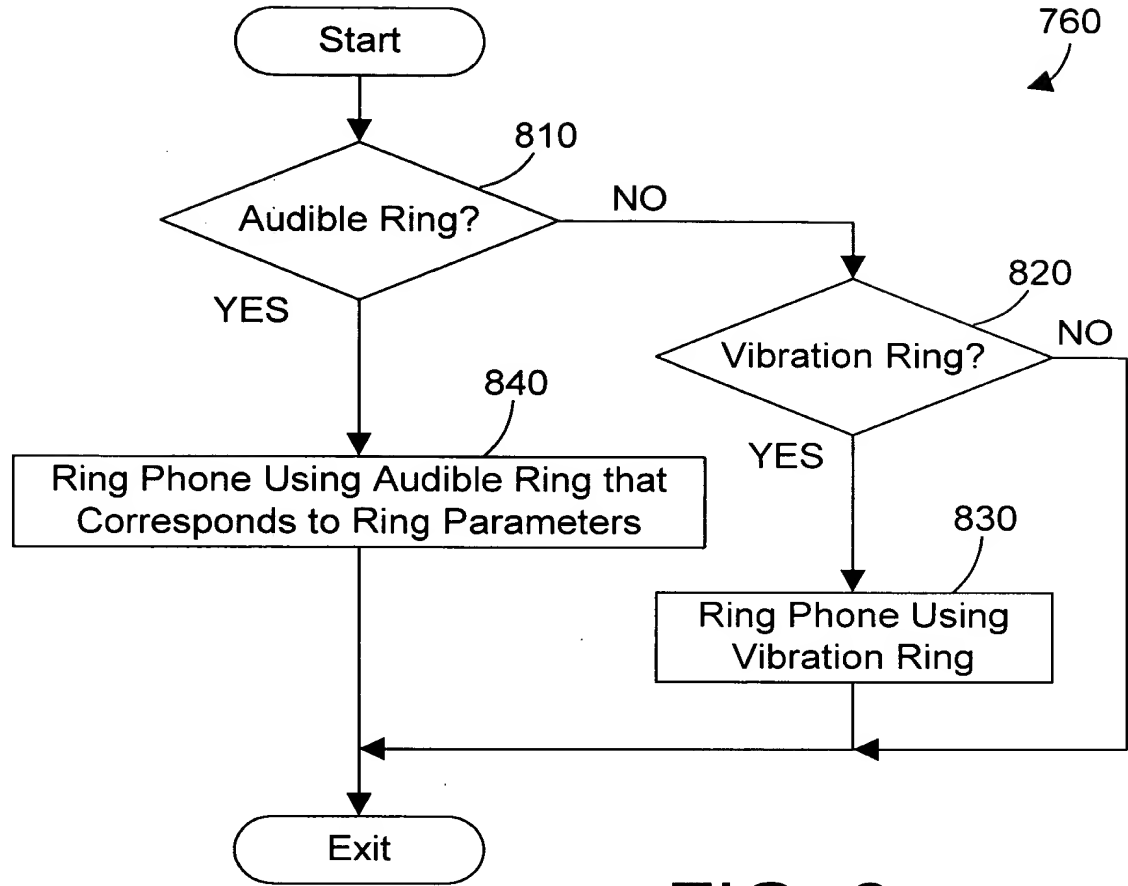 Start
760
810
Audible Ring?
NO
YES
820
Vibration Ring?
NO
YES
840
Ring Phone Using Audible Ring that
Corresponds to Ring Parameters
830
Ring Phone Using
Vibration Ring
Exit